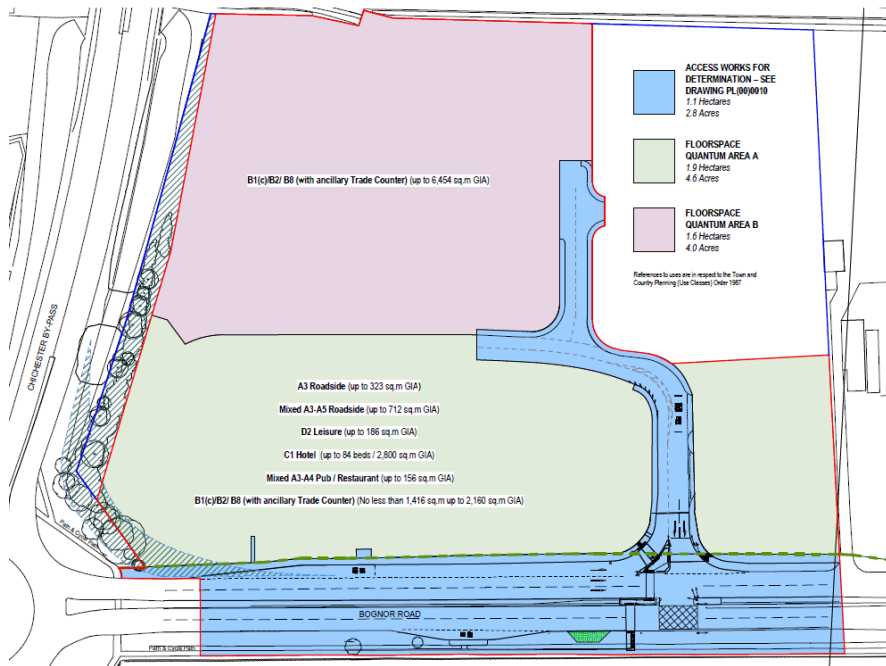 ACCESS WORKS FOR
DETERMINATION – SEE
DRAWING PL(00)0010
1.1 Hectares
2.8 Acres
FLOORSPACE
QUANTUM AREA A
1.9 Hectares
4.6 Acres
FLOORSPACE
QUANTUM AREA B
1.6 Hectares
4.0 Acres
References to uses are in respect to the Town and
Country Planning (Use Classes) Order 1987
B1(c)/B2/ B8 (with ancillary Trade Counter) (up to 6,454 sq.m GIA)
CHICHESTER BY-PASS
A3 Roadside (up to 323 sq.m GIA)
Mixed A3-A5 Roadside (up to 712 sq.m GIA)
D2 Leisure (up to 186 sq.m GIA)
C1 Hotel (up to 84 beds / 2,800 sq.m GIA)
Mixed A3-A4 Pub / Restaurant (up to 156 sq.m GIA)
B1(c)/B2/ B8 (with ancillary Trade Counter) (No less than 1,416 sq.m up to 2,160 sq.m GIA)
Path & Cycle Path
BOGNOR ROAD
Path & Cycle Path